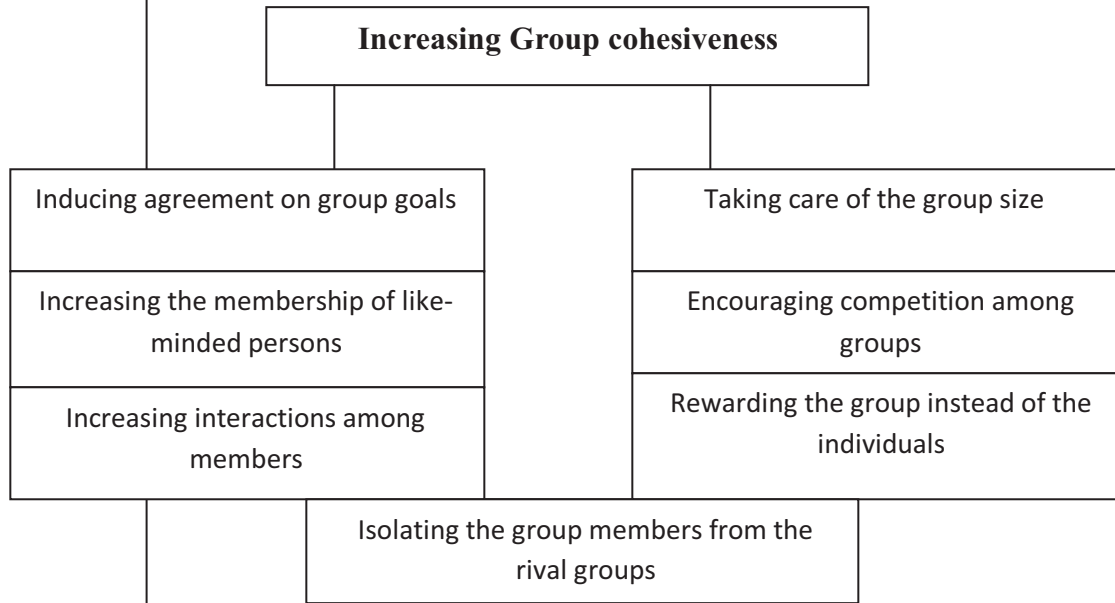 Increasing Group cohesiveness
Inducing agreement on group goals
Increasing the membership of like-
minded persons
Increasing interactions among
members
Taking care of the group size
Encouraging competition among
groups
Rewarding the group instead of the
individuals
Isolating the group members from the
rival groups